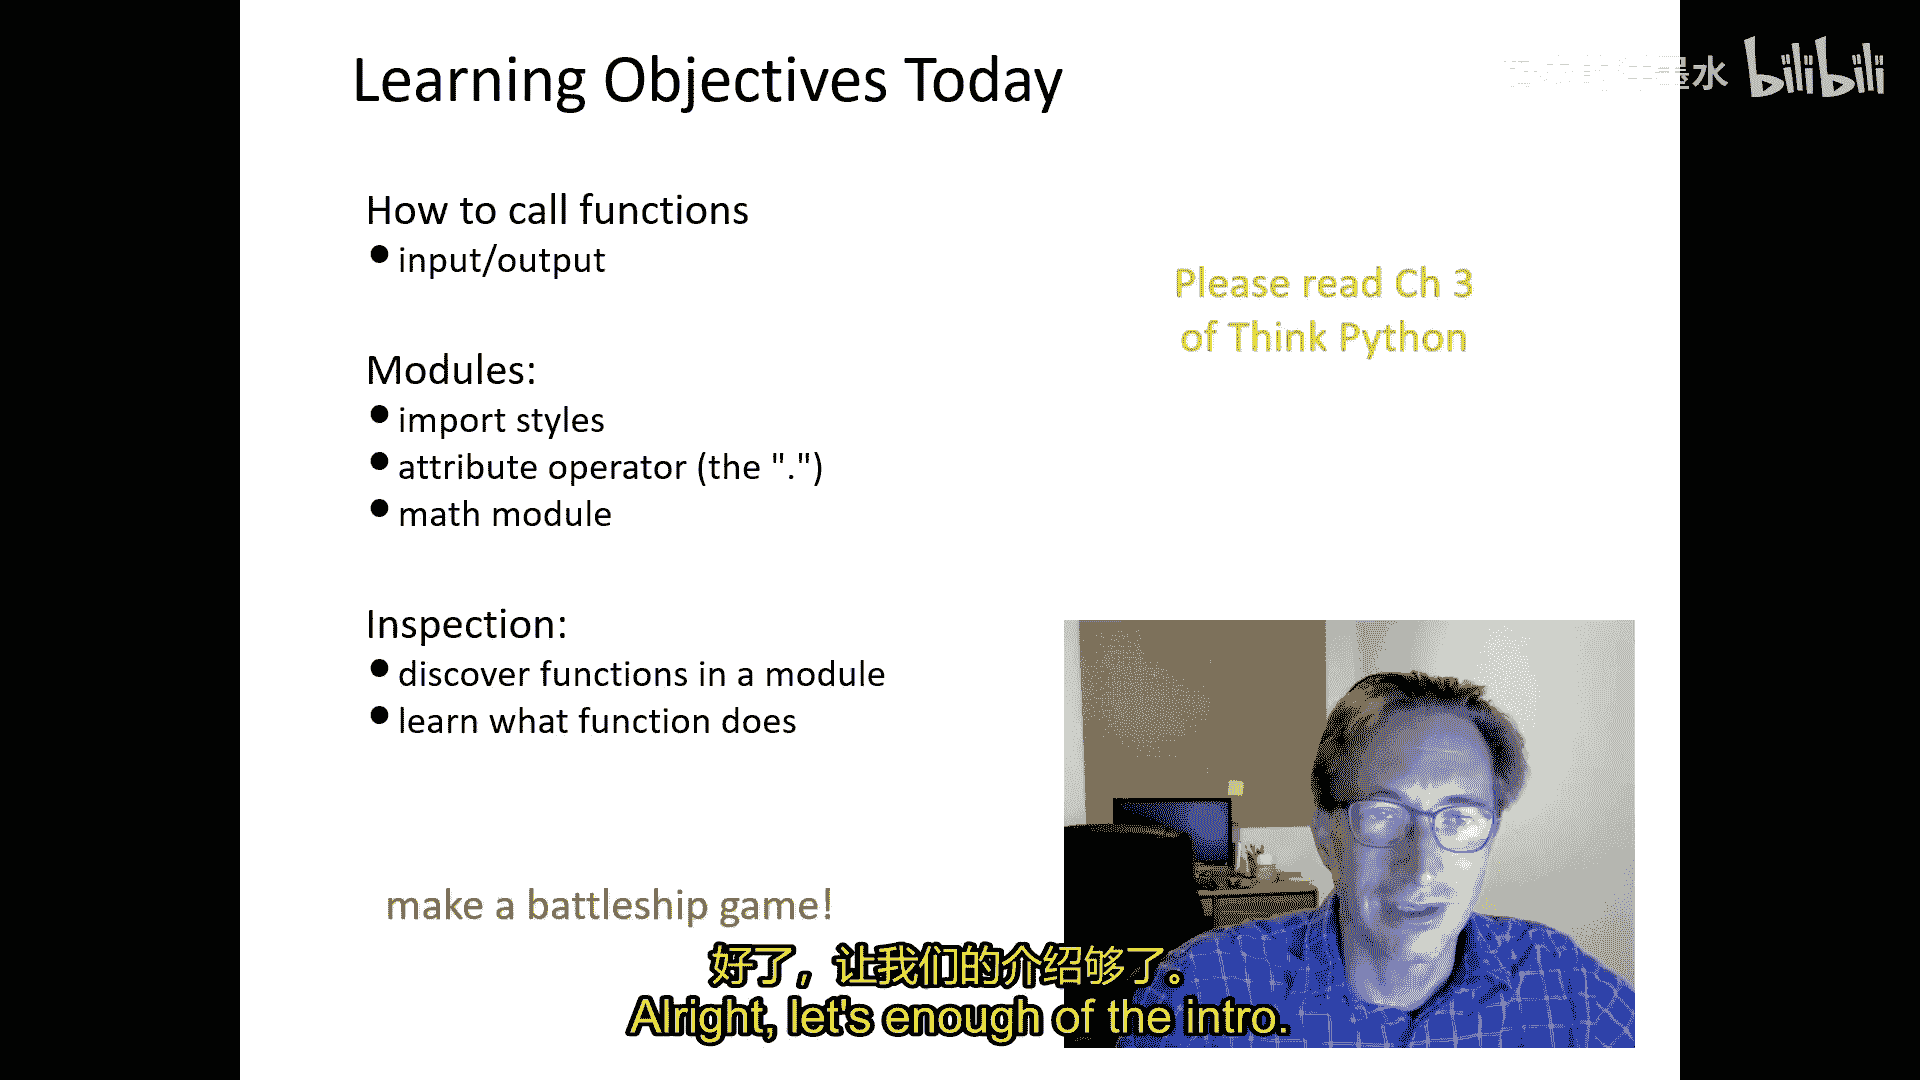 Learning Objectives Today
水 bilibili
How to call functions
• input/output
Please read Ch 3
of Think Python
Modules:
• import styles
• attribute operator (the ".")
• math module
Inspection:
• discover functions in a module
• learn what function does
make a battleship game!
好了，让我们的介绍够了。
Alright, let's enough of the intro.